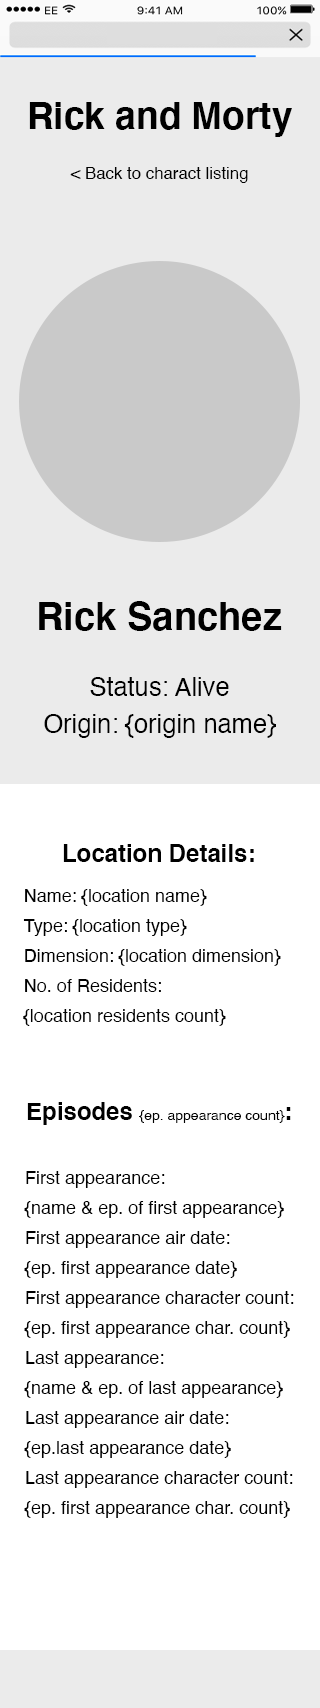 ●●●●● EE 9:41 AM 100%
Rick and Morty
< Back to charact listing
Rick Sanchez
Status: Alive
Origin: {origin name}
Location Details:
Name: {location name}
Type: {location type}
Dimension: {location dimension}
No. of Residents:
{location residents count}
Episodes {ep. appearance count}:
First appearance:
{name & ep. of first appearance}
First appearance air date:
{ep. first appearance date}
First appearance character count:
{ep. first appearance char. count}
Last appearance:
{name & ep. of last appearance}
Last appearance air date:
{ep.last appearance date}
Last appearance character count:
{ep. first appearance char. count}